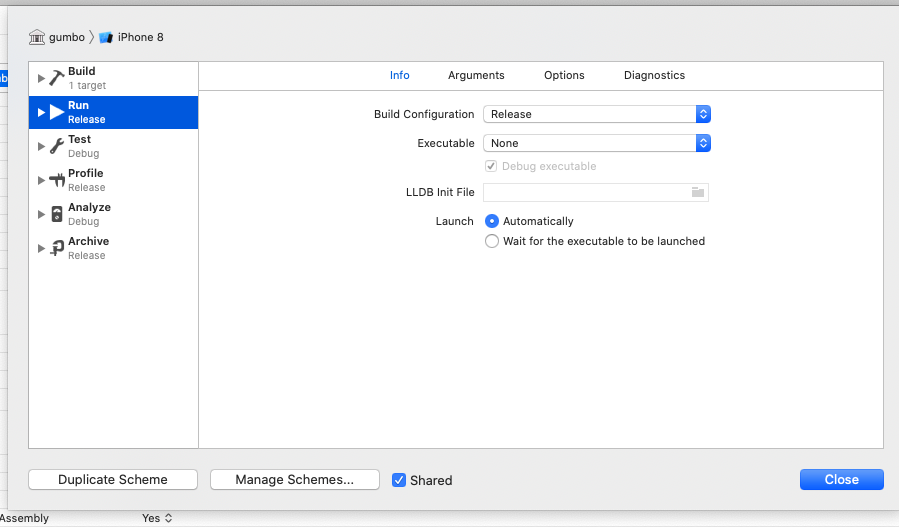 gumbo 〉 iPhone 8
Build
1 target
Run
Release
Test
Debug
Profile
Release
Analyze
Debug
Archive
Release
Info Arguments Options Diagnostics
Build Configuration Release
Executable None
Debug executable
LLDB Init File
Launch Automatically
Wait for the executable to be launched
Duplicate Scheme Manage Schemes... Shared Close
Assembly Yes